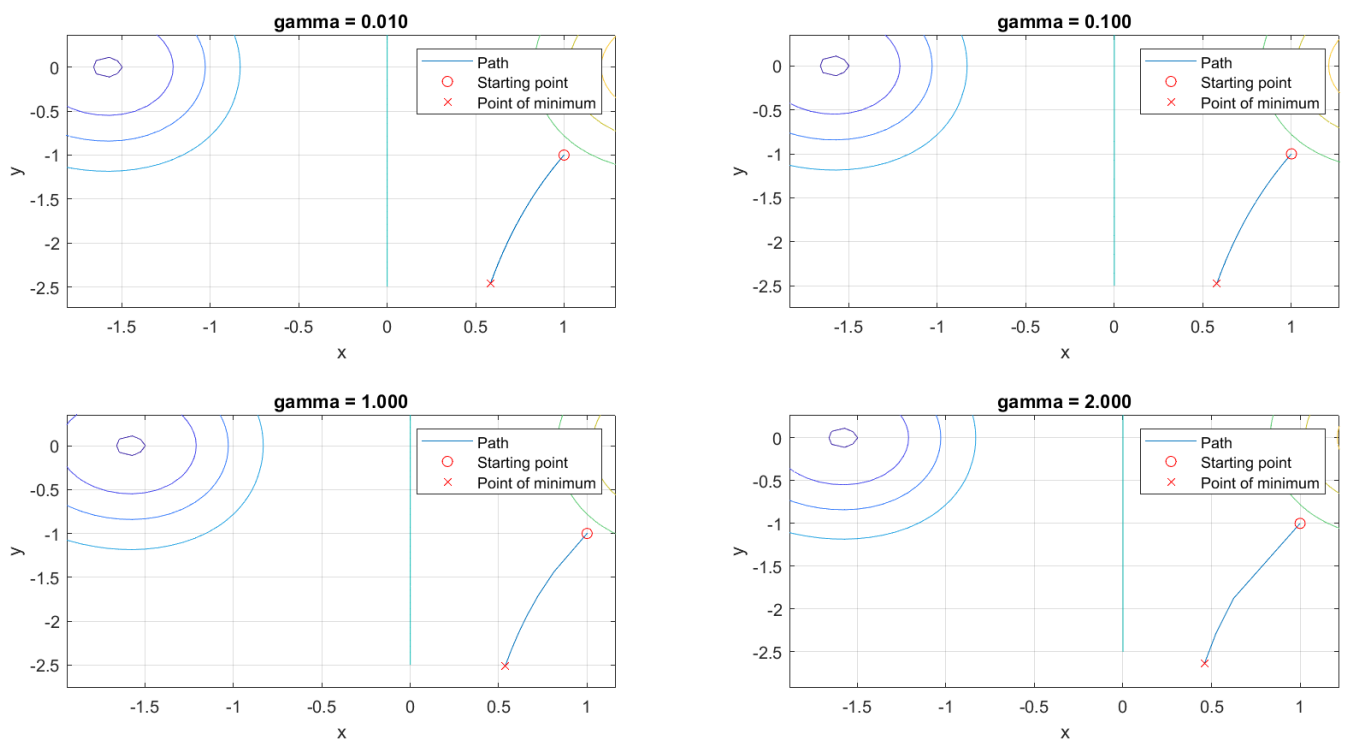 gamma = 0.010
Path
Starting point
Point of minimum
0
-0.5
-1
-1.5
-2
-2.5
y
-1.5 -1 -0.5 0 0.5 1
x
gamma = 0.100
Path
Starting point
Point of minimum
0
-0.5
-1
-1.5
-2
-2.5
y
-1.5 -1 -0.5 0 0.5 1
x
gamma = 1.000
Path
Starting point
Point of minimum
0
-0.5
-1
-1.5
-2
-2.5
y
-1.5 -1 -0.5 0 0.5 1
x
gamma = 2.000
Path
Starting point
Point of minimum
0
-0.5
-1
-1.5
-2
-2.5
y
-1.5 -1 -0.5 0 0.5 1
x